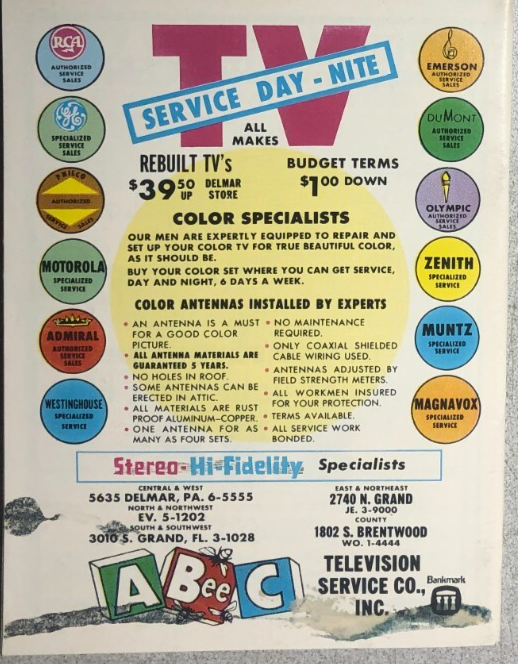 TV
SERVICE DAY - NITE
ALL
MAKES
RCA
AUTHORIZED
SERVICE
SALES
GE
SPECIALIZED
SERVICE
SALES
PHILCO
AUTHORIZED
SERVICE SALES
MOTOROLA
SPECIALIZED
SERVICE
ADMIRAL
AUTHORIZED
SERVICE
SALES
WESTINGHOUSE
SPECIALIZED
SERVICE
EMERSON
AUTHORIZED
SERVICE
SALES
DUMONT
AUTHORIZED
SERVICE
SALES
OLYMPIC
AUTHORIZED
SERVICE
SALES
ZENITH
SPECIALIZED
SERVICE
MUNTZ
SPECIALIZED
SERVICE
MAGNAVOX
SPECIALIZED
SERVICE
REBUILT TV's
$39.50 UP DELMAR STORE
BUDGET TERMS
$1.00 DOWN
COLOR SPECIALISTS
OUR MEN ARE EXPERTLY EQUIPPED TO REPAIR AND
SET UP YOUR COLOR TV FOR TRUE BEAUTIFUL COLOR,
AS IT SHOULD BE.
BUY YOUR COLOR SET WHERE YOU CAN GET SERVICE,
DAY AND NIGHT, 6 DAYS A WEEK.
COLOR ANTENNAS INSTALLED BY EXPERTS
• AN ANTENNA IS A MUST
FOR A GOOD COLOR
PICTURE.
• ALL ANTENNA MATERIALS ARE
GUARANTEED 5 YEARS.
• NO HOLES IN ROOF.
• SOME ANTENNAS CAN BE
ERECTED IN ATTIC.
• ALL MATERIALS ARE RUST
PROOF ALUMINUM-COPPER.
• ONE ANTENNA FOR AS
MANY AS FOUR SETS.
• NO MAINTENANCE
REQUIRED.
• ONLY COAXIAL SHIELDED
CABLE WIRING USED.
• ANTENNAS ADJUSTED BY
FIELD STRENGTH METERS.
• ALL WORKMEN INSURED
FOR YOUR PROTECTION.
• TERMS AVAILABLE.
• ALL SERVICE WORK
BONDED.
Stereo-Hi-Fidelity Specialists
CENTRAL & WEST
5635 DELMAR, PA. 6-5555
NORTH & NORTHWEST
EV. 5-1202
SOUTH & SOUTHWEST
3010 S. GRAND, FL. 3-1028
EAST & NORTHEAST
2740 N. GRAND
JE. 3-9000
COUNTY
1802 S. BRENTWOOD
WO. 1-4444
A Bee C
TELEVISION
SERVICE CO.,
INC.
Bankmark